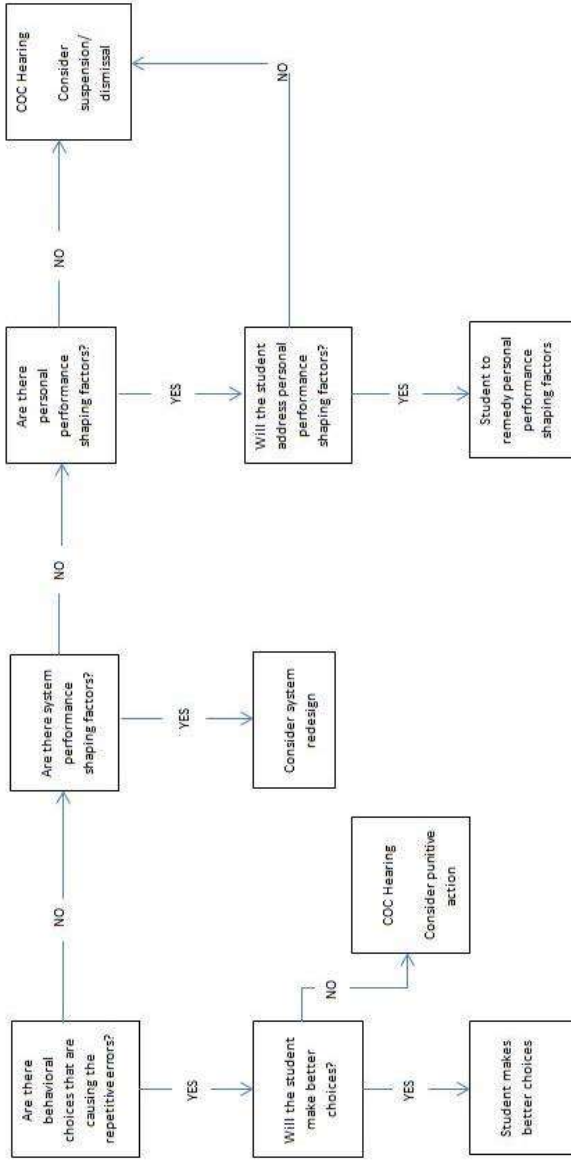 Are there
behavioral
choices that are
causing the
repetitive errors?
NO
Are there system
performance
shaping factors?
NO
Are there
personal
performance
shaping factors?
NO
COC Hearing
Consider
suspension/
dismissal
YES
YES
YES
Will the student
make better
choices?
NO
COC Hearing
Consider punitive
action
Consider system
redesign
Will the student
address personal
performance
shaping factors?
NO
YES
YES
Student makes
better choices
Student to
remedy personal
performance
shaping factors